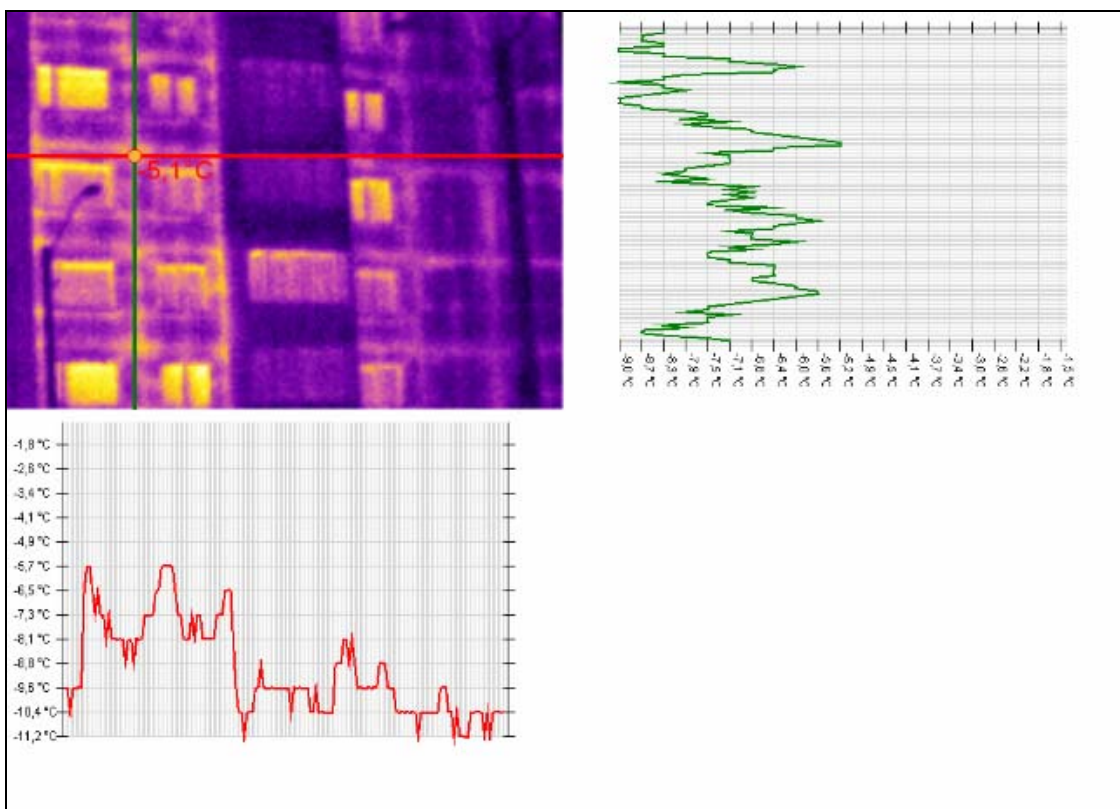 -5,1 °C
-9,0 °C
-8,7 °C
-8,3 °C
-7,9 °C
-7,5 °C
-7,1 °C
-6,8 °C
-6,4 °C
-6,0 °C
-5,6 °C
-5,2 °C
-4,9 °C
-4,5 °C
-4,1 °C
-3,7 °C
-3,4 °C
-3,0 °C
-2,6 °C
-2,2 °C
-1,8 °C
-1,5 °C
-1,8 °C
-2,6 °C
-3,4 °C
-4,1 °C
-4,9 °C
-5,7 °C
-6,5 °C
-7,3 °C
-8,1 °C
-8,8 °C
-9,6 °C
-10,4 °C
-11,2 °C